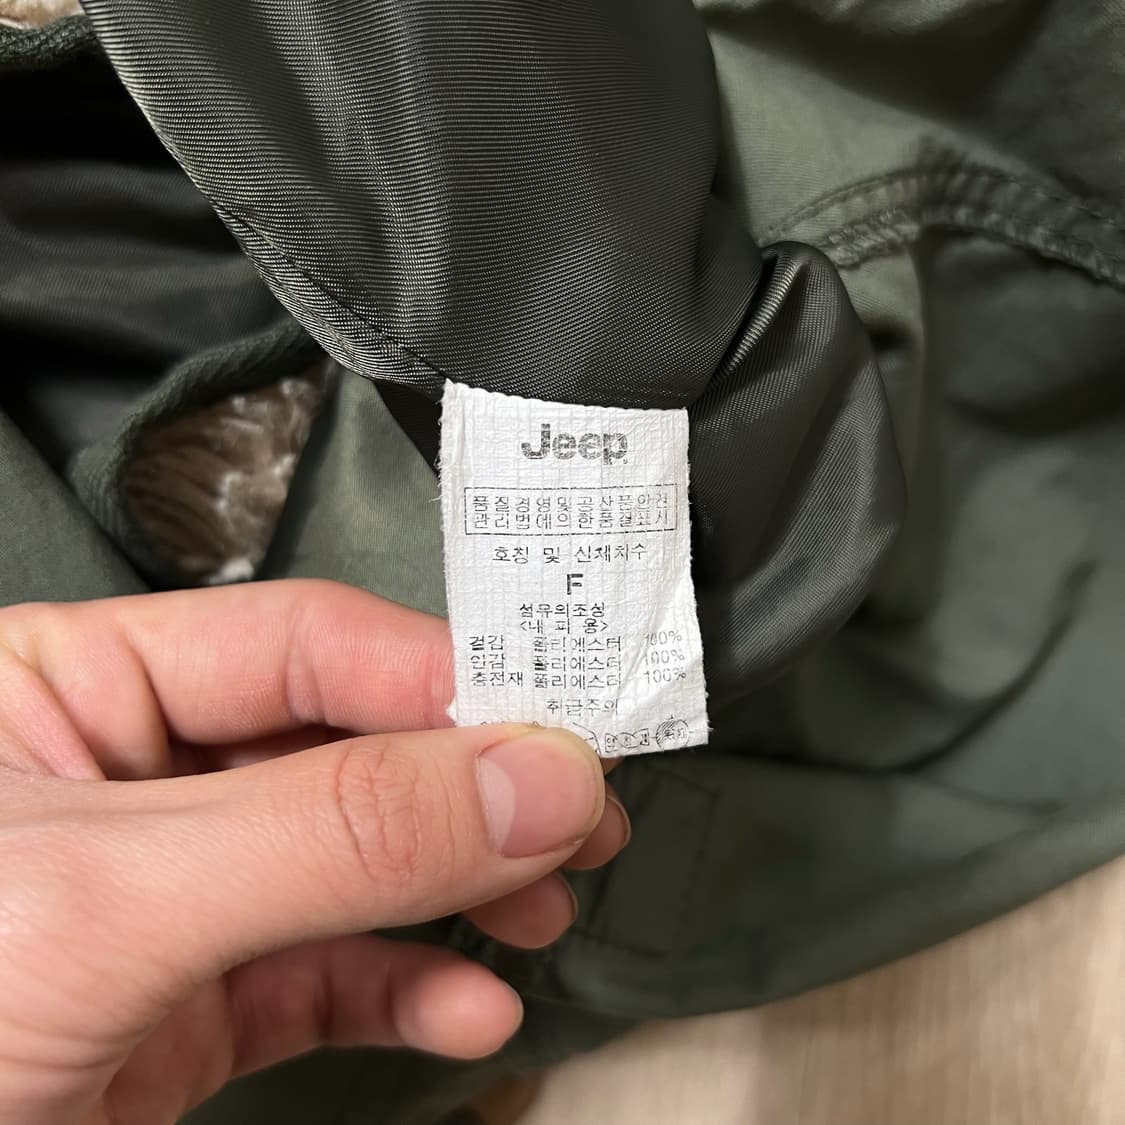 Jeep
품질경영및공산품안전
관리법에의한품질표시
호칭 및 신체치수
F
섬유의조성
<내 피 용>
겉감 폴리에스터 100%
안감 폴리에스터 100%
충전재 폴리에스터 100%
취급주의